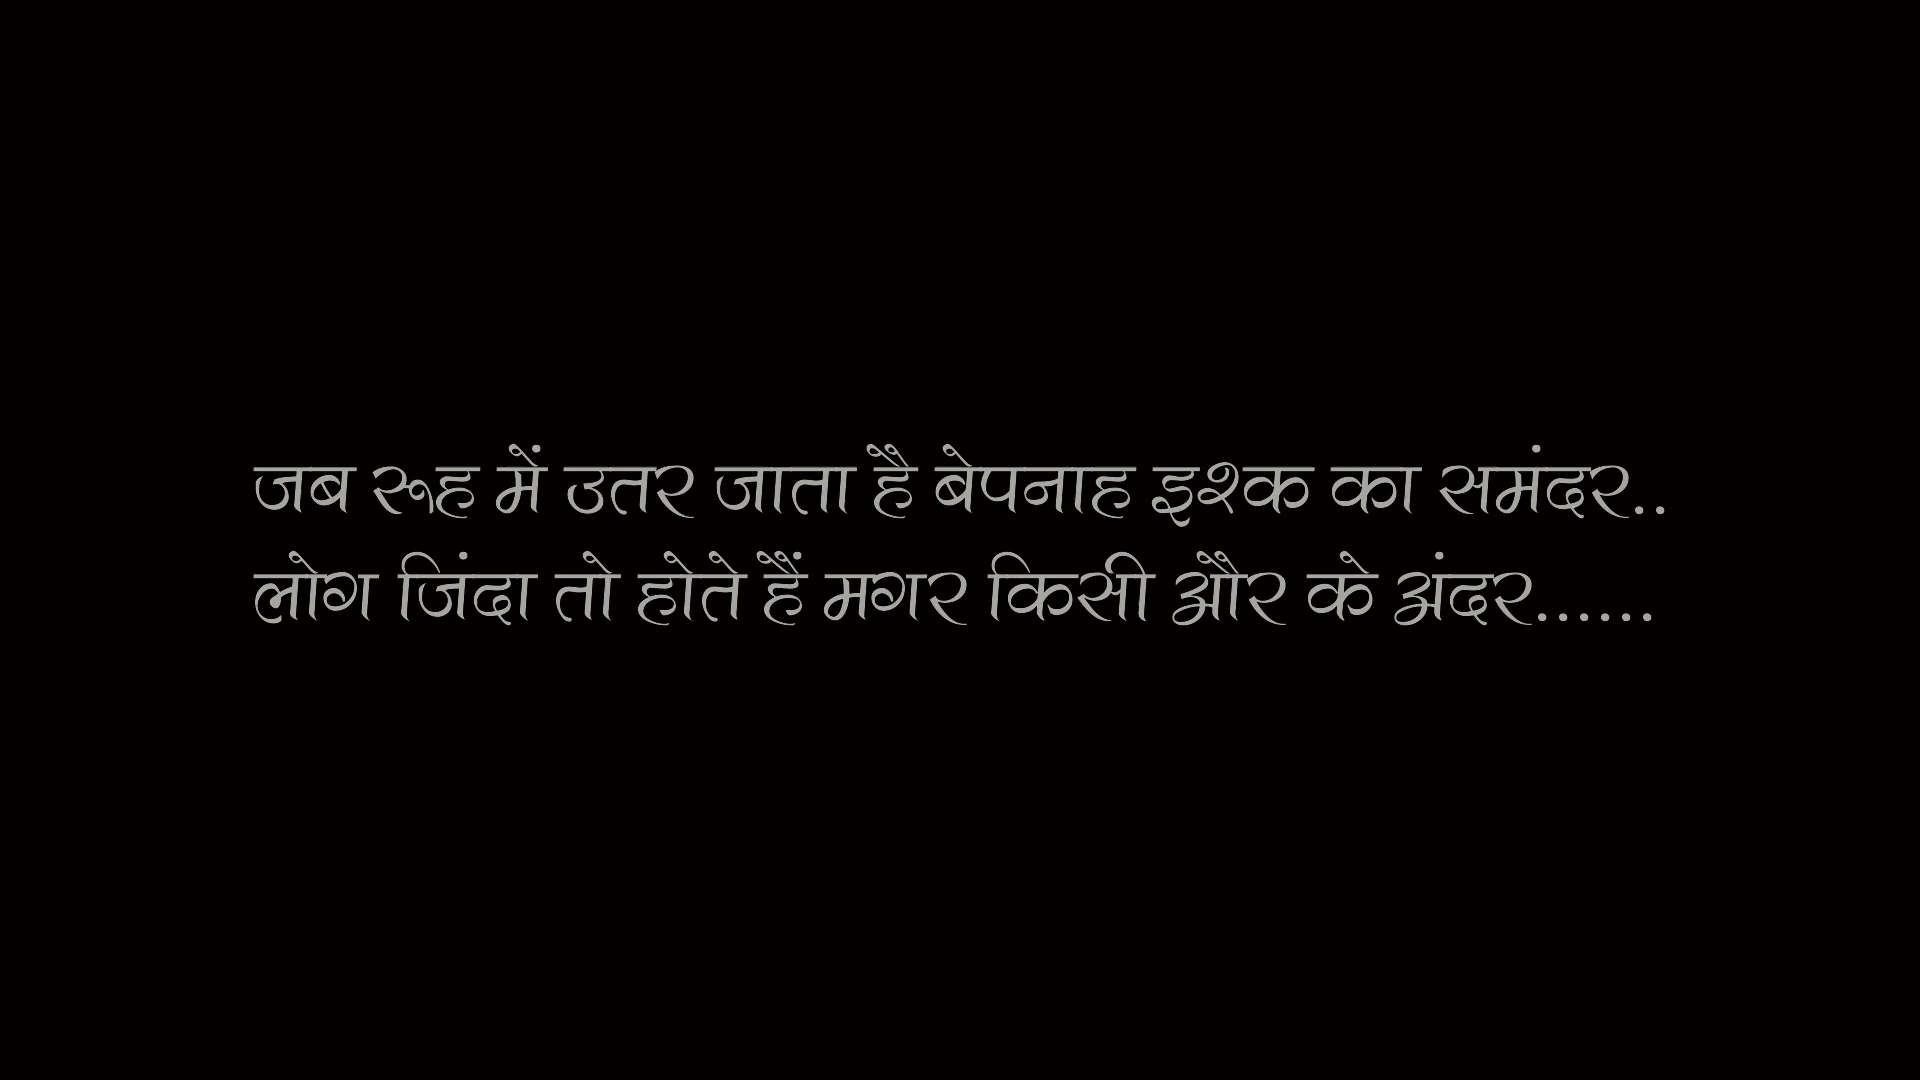 जब रूह में उतर जाता है बेपनाह इश्क का समंदर..
लोग जिंदा तो होते हैं मगर किसी और के अंदर......